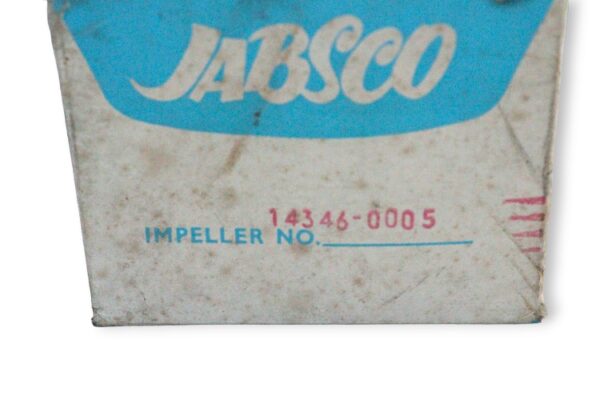 JABSCO
14346-0005
IMPELLER NO.